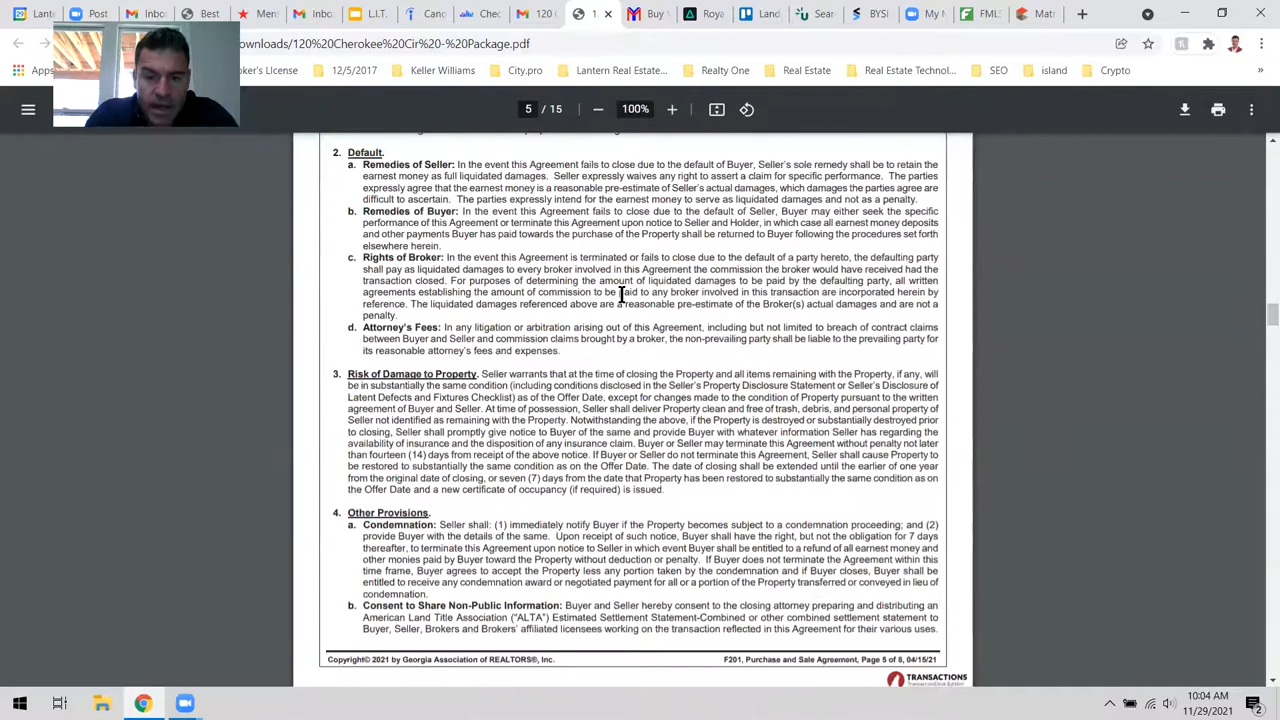 Lates
Post
Inbo
Best
Men
Inbo
L.I.T.
Canc
Chec
120
1
Buy
Roy
Lan
Su
BYS
My I
FMLS
Matr
ownloads/120%20Cherokee%20Cir%20-%20Package.pdf
Apps
ker's License
12/5/2017
Keller Williams
City.pro
Lantern Real Estate...
Realty One
Real Estate
Real Estate Technol...
SEO
island
Crypto
»
5 / 15
100%
2. Default.
a. Remedies of Seller: In the event this Agreement fails to close due to the default of Buyer, Seller's sole remedy shall be to retain the
earnest money as full liquidated damages. Seller expressly waives any right to assert a claim for specific performance. The parties
expressly agree that the earnest money is a reasonable pre-estimate of Seller's actual damages, which damages the parties agree are
difficult to ascertain. The parties expressly intend for the earnest money to serve as liquidated damages and not as a penalty.
b. Remedies of Buyer: In the event this Agreement fails to close due to the default of Seller, Buyer may either seek the specific
performance of this Agreement or terminate this Agreement upon notice to Seller and Holder, in which case all earnest money deposits
and other payments Buyer has paid towards the purchase of the Property shall be returned to Buyer following the procedures set forth
elsewhere herein.
c. Rights of Broker: In the event this Agreement is terminated or fails to close due to the default of a party hereto, the defaulting party
shall pay as liquidated damages to every broker involved in this Agreement the commission the broker would have received had the
transaction closed. For purposes of determining the amount of liquidated damages to be paid by the defaulting party, all written
agreements establishing the amount of commission to be paid to any broker involved in this transaction are incorporated herein by
reference. The liquidated damages referenced above are a reasonable pre-estimate of the Broker(s) actual damages and are not a
penalty.
d. Attorney's Fees: In any litigation or arbitration arising out of this Agreement, including but not limited to breach of contract claims
between Buyer and Seller and commission claims brought by a broker, the non-prevailing party shall be liable to the prevailing party for
its reasonable attorney's fees and expenses.
3. Risk of Damage to Property. Seller warrants that at the time of closing the Property and all items remaining with the Property, if any, will
be in substantially the same condition (including conditions disclosed in the Seller's Property Disclosure Statement or Seller's Disclosure of
Latent Defects and Fixtures Checklist) as of the Offer Date, except for changes made to the condition of Property pursuant to the written
agreement of Buyer and Seller. At time of possession, Seller shall deliver Property clean and free of trash, debris, and personal property of
Seller not identified as remaining with the Property. Notwithstanding the above, if the Property is destroyed or substantially destroyed prior
to closing, Seller shall promptly give notice to Buyer of the same and provide Buyer with whatever information Seller has regarding the
availability of insurance and the disposition of any insurance claim. Buyer or Seller may terminate this Agreement without penalty not later
than fourteen (14) days from receipt of the above notice. If Buyer or Seller do not terminate this Agreement, Seller shall cause Property to
be restored to substantially the same condition as on the Offer Date. The date of closing shall be extended until the earlier of one year
from the original date of closing, or seven (7) days from the date that Property has been restored to substantially the same condition as on
the Offer Date and a new certificate of occupancy (if required) is issued.
4. Other Provisions.
a. Condemnation: Seller shall: (1) immediately notify Buyer if the Property becomes subject to a condemnation proceeding; and (2)
provide Buyer with the details of the same. Upon receipt of such notice, Buyer shall have the right, but not the obligation for 7 days
thereafter, to terminate this Agreement upon notice to Seller in which event Buyer shall be entitled to a refund of all earnest money and
other monies paid by Buyer toward the Property without deduction or penalty. If Buyer does not terminate the Agreement within this
time frame, Buyer agrees to accept the Property less any portion taken by the condemnation and if Buyer closes, Buyer shall be
entitled to receive any condemnation award or negotiated payment for all or a portion of the Property transferred or conveyed in lieu of
condemnation.
b. Consent to Share Non-Public Information: Buyer and Seller hereby consent to the closing attorney preparing and distributing an
American Land Title Association ("ALTA") Estimated Settlement Statement-Combined or other combined settlement statement to
Buyer, Seller, Brokers and Brokers' affiliated licensees working on the transaction reflected in this Agreement for their various uses.
Copyright© 2021 by Georgia Association of REALTORS®, Inc.
F201, Purchase and Sale Agreement, Page 5 of 8, 04/15/21
TRANSACTIONS
TransactionDesk Edition
10:04 AM
11/29/2021
2